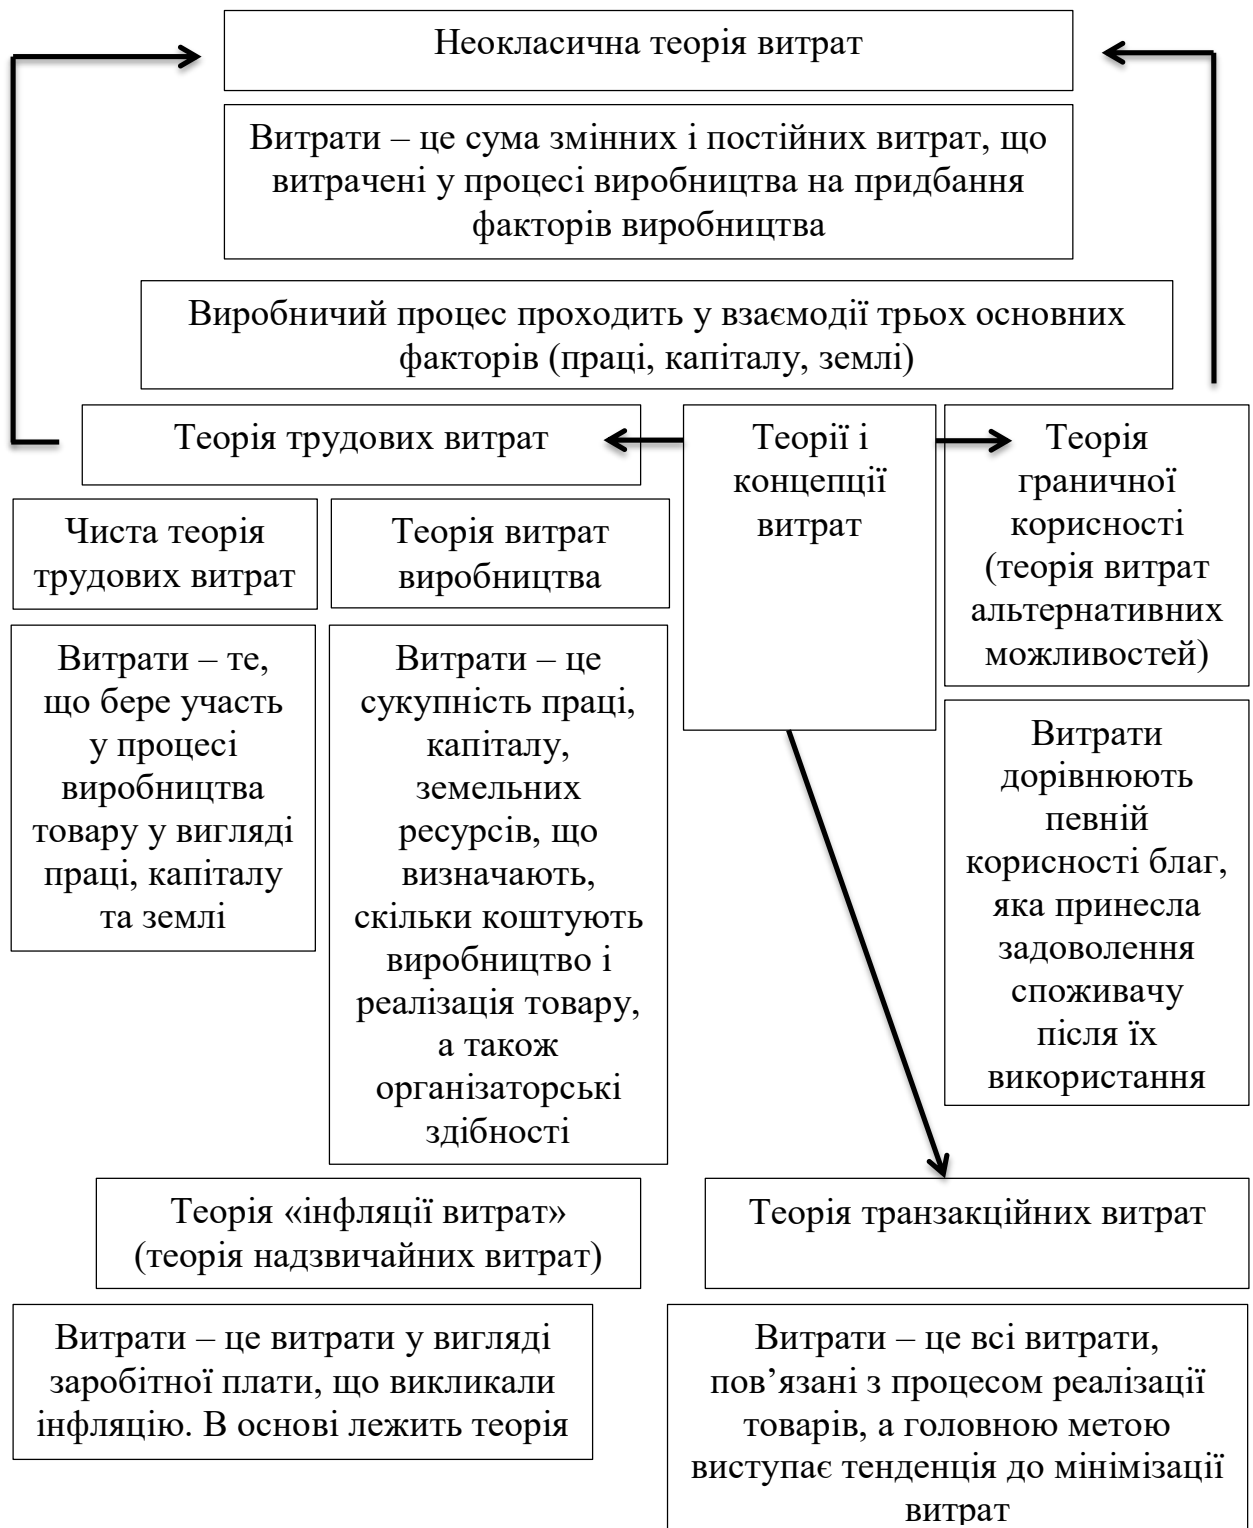 Неокласична теорія витрат
Витрати – це сума змінних і постійних витрат, що
витрачені у процесі виробництва на придбання
факторів виробництва
Виробничий процес проходить у взаємодії трьох основних
факторів (праці, капіталу, землі)
Теорія трудових витрат
Теорії і
концепції
витрат
Теорія
граничної
корисності
(теорія витрат
альтернативних
можливостей)
Чиста теорія
трудових витрат
Теорія витрат
виробництва
Витрати – те,
що бере участь
у процесі
виробництва
товару у вигляді
праці, капіталу
та землі
Витрати – це
сукупність праці,
капіталу,
земельних
ресурсів, що
визначають,
скільки коштують
виробництво і
реалізація товару,
а також
організаторські
здібності
Витрати
дорівнюють
певній
корисності благ,
яка принесла
задоволення
споживачу
після їх
використання
Теорія «інфляції витрат»
(теорія надзвичайних витрат)
Теорія транзакційних витрат
Витрати – це витрати у вигляді
заробітної плати, що викликали
інфляцію. В основі лежить теорія
Витрати – це всі витрати,
пов’язані з процесом реалізації
товарів, а головною метою
виступає тенденція до мінімізації
витрат